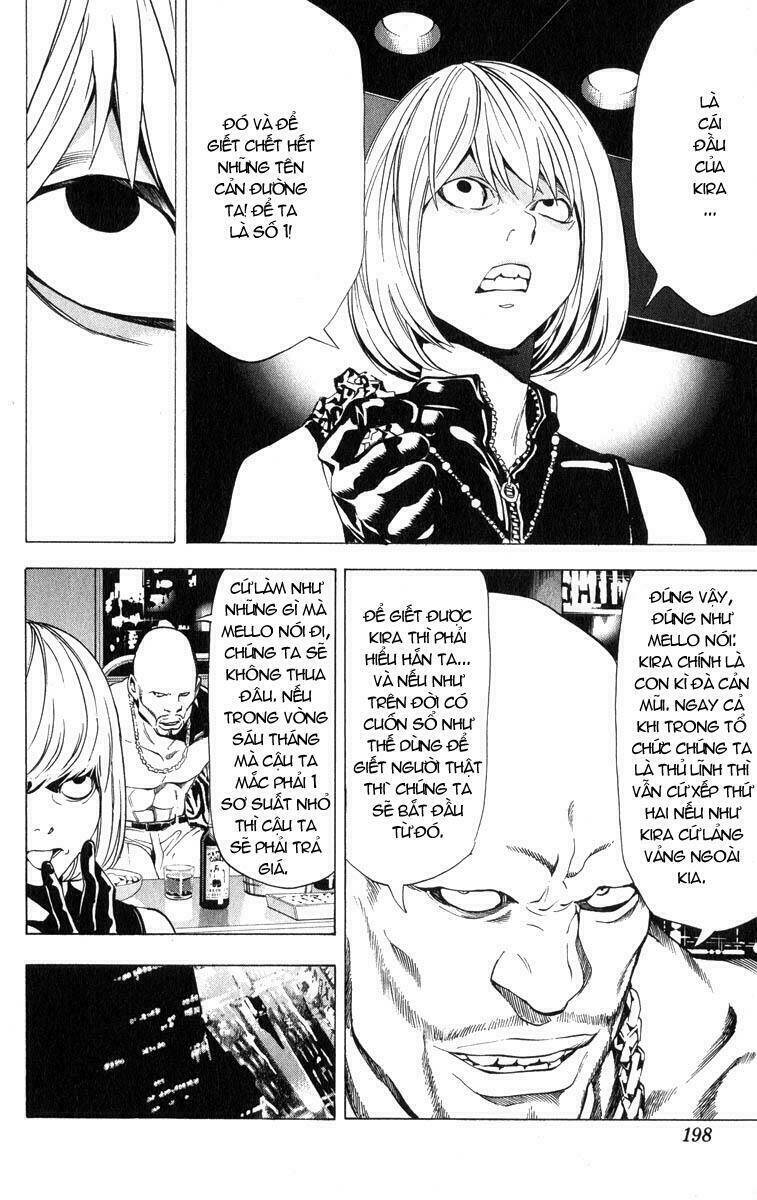 LÀ
CÁI
ĐẦU
CỦA
KIRA
...
ĐÓ VÀ ĐỂ
GIẾT CHẾT HẾT
NHỮNG TÊN
CẢN ĐƯỜNG
TA! ĐỂ TA
LÀ SỐ 1!
ĐÚNG VẬY,
ĐÚNG NHƯ
MELLO NÓI:
KIRA CHÍNH LÀ
CON KÌ ĐÀ CẢN
MŨI. NGAY CẢ
KHI TRONG TỔ
CHỨC CHÚNG TA
LÀ THỦ LĨNH THÌ
VẪN CỨ XẾP THỨ
HAI NẾU NHƯ
KIRA CỨ LẢNG
VẢNG NGOÀI
KIA.
ĐỂ GIẾT ĐƯỢC
KIRA THÌ PHẢI
HIỂU HẮN TA...
VÀ NẾU NHƯ
TRÊN ĐỜI CÓ
CUỐN SỔ NHƯ
THẾ DÙNG ĐỂ
GIẾT NGƯỜI THẬT
THÌ CHÚNG TA
SẼ BẮT ĐẦU
TỪ ĐÓ.
CỨ LÀM NHƯ
NHỮNG GÌ MÀ
MELLO NÓI ĐI,
CHÚNG TA SẼ
KHÔNG THUA
ĐÂU. NẾU
TRONG VÒNG
SÁU THÁNG
MÀ CẬU TA
MẮC PHẢI 1
SƠ SUẤT NHỎ
THÌ CẬU TA
SẼ PHẢI TRẢ
GIÁ.
198